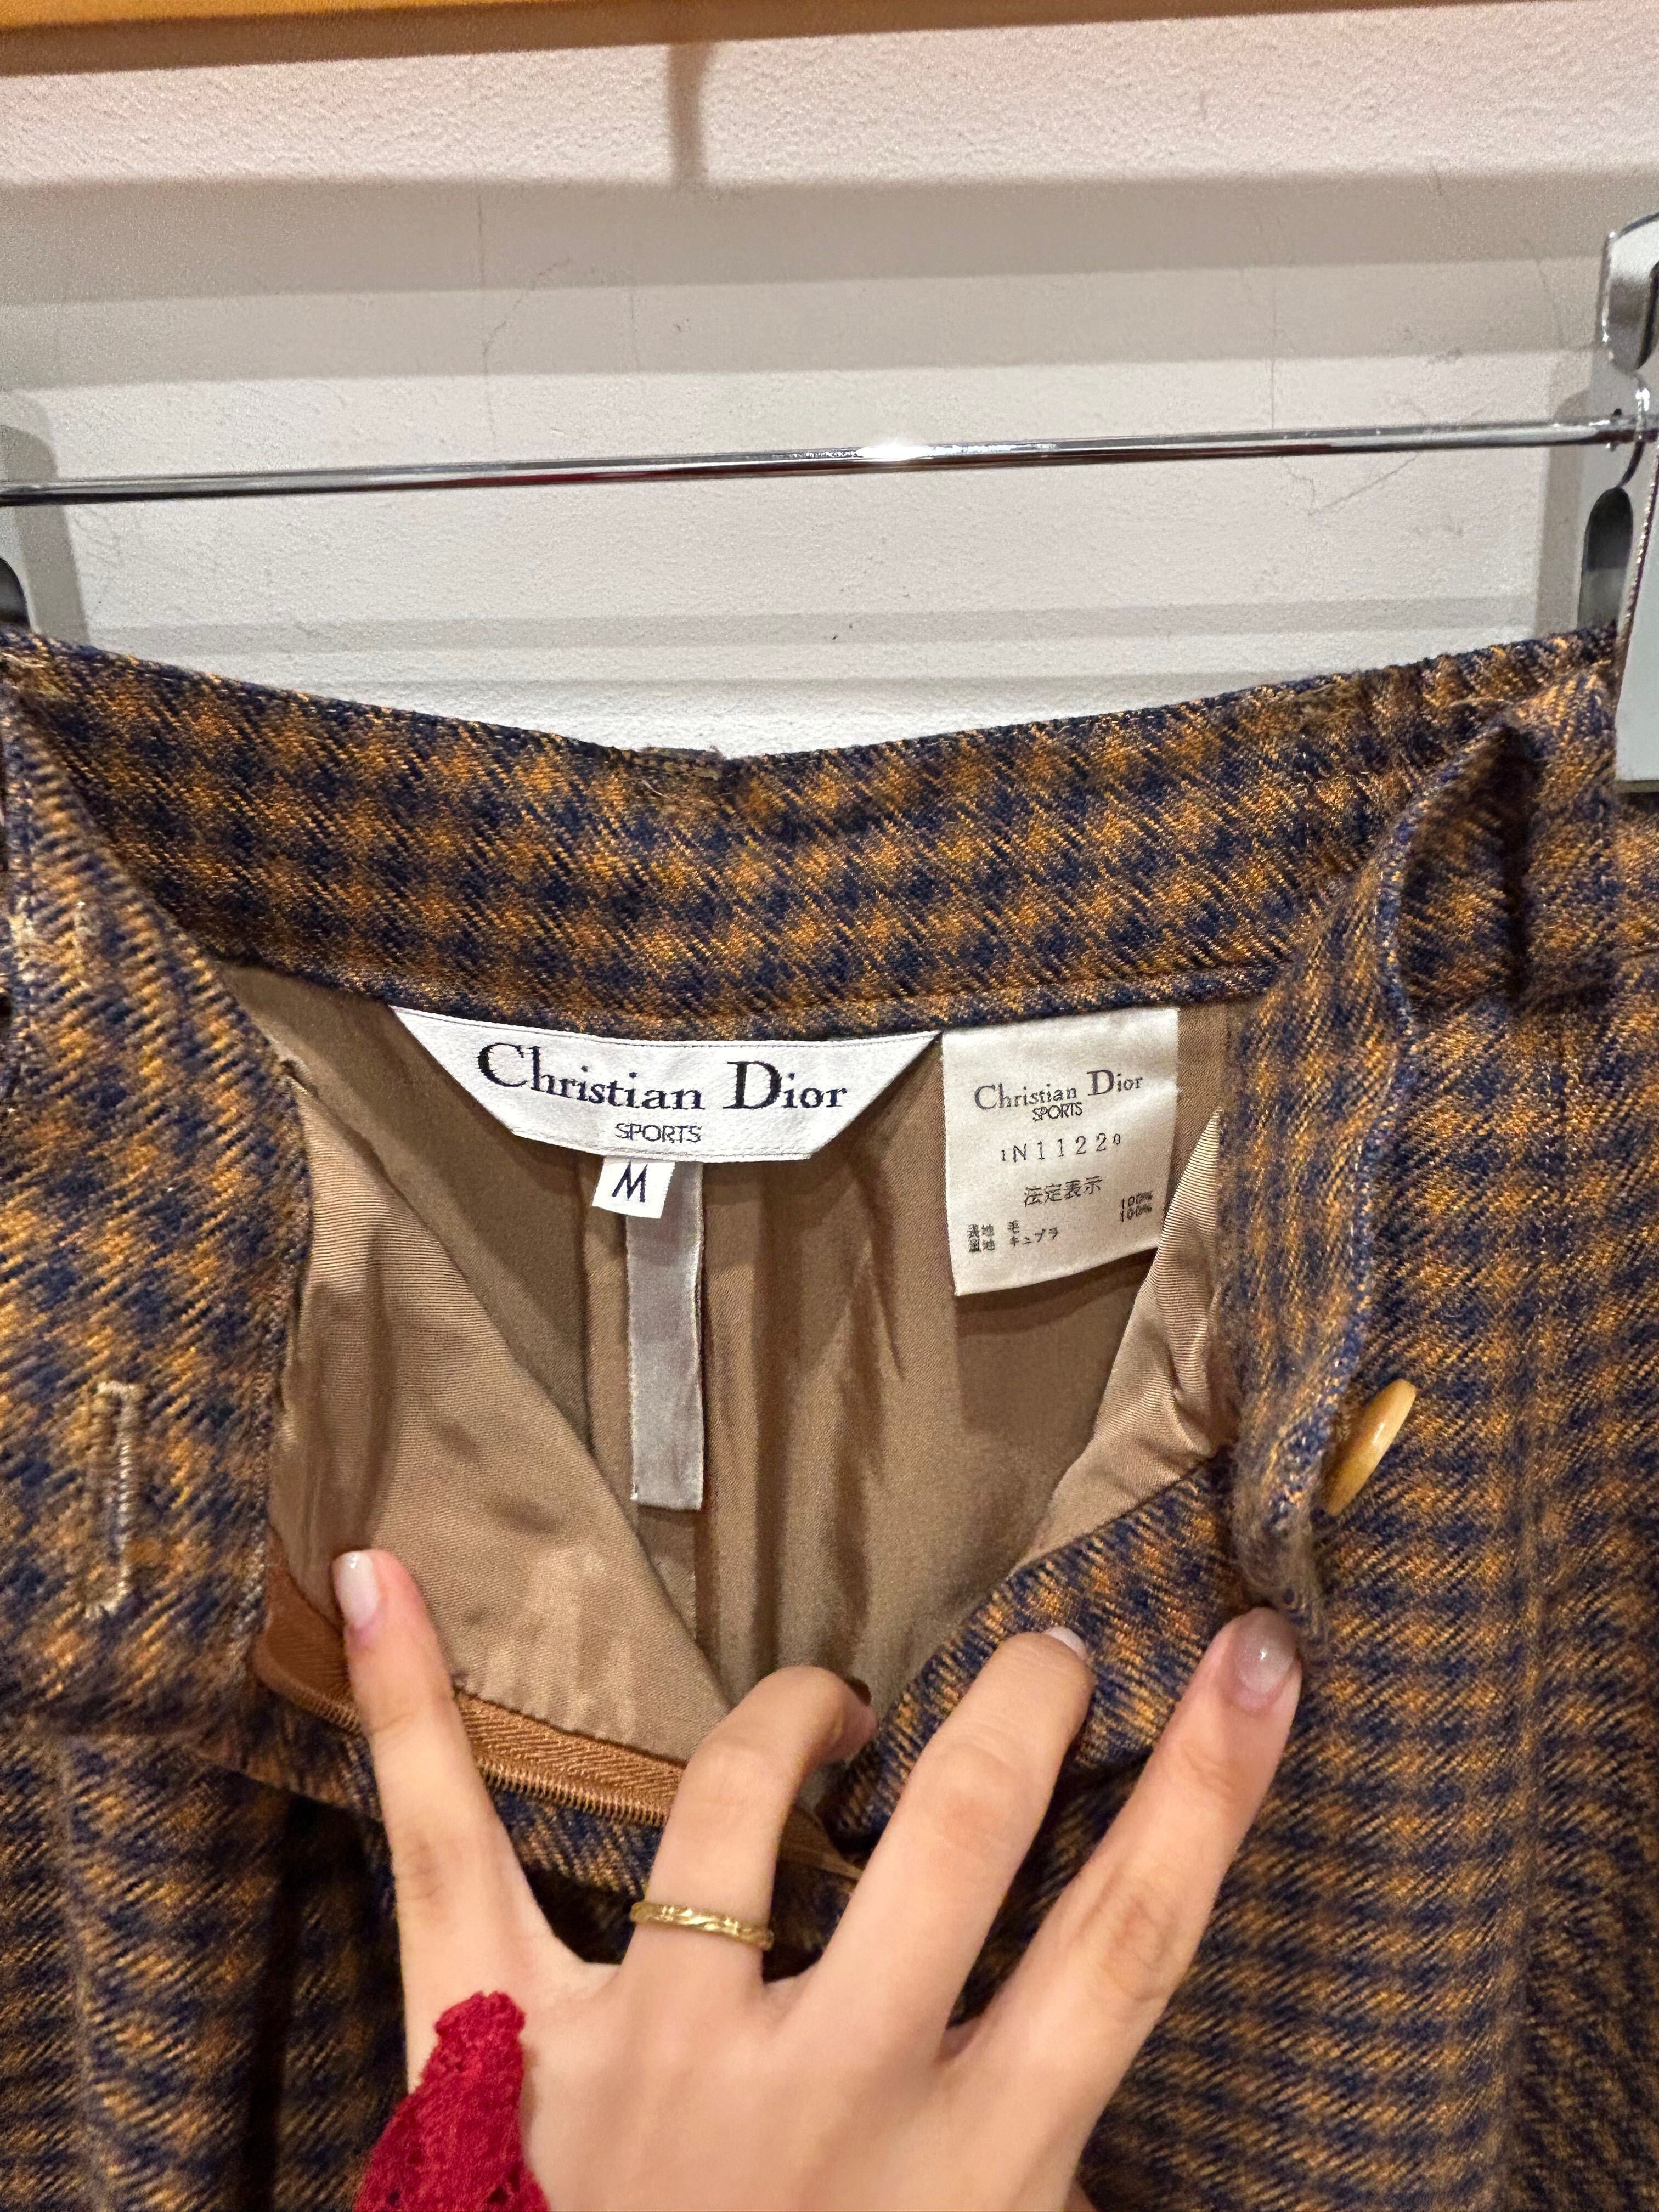 Christian Dior
SPORTS
M
Christian Dior
SPORTS
1N11220
法定表示
表地 毛 100%
裏地 キュプラ 100%